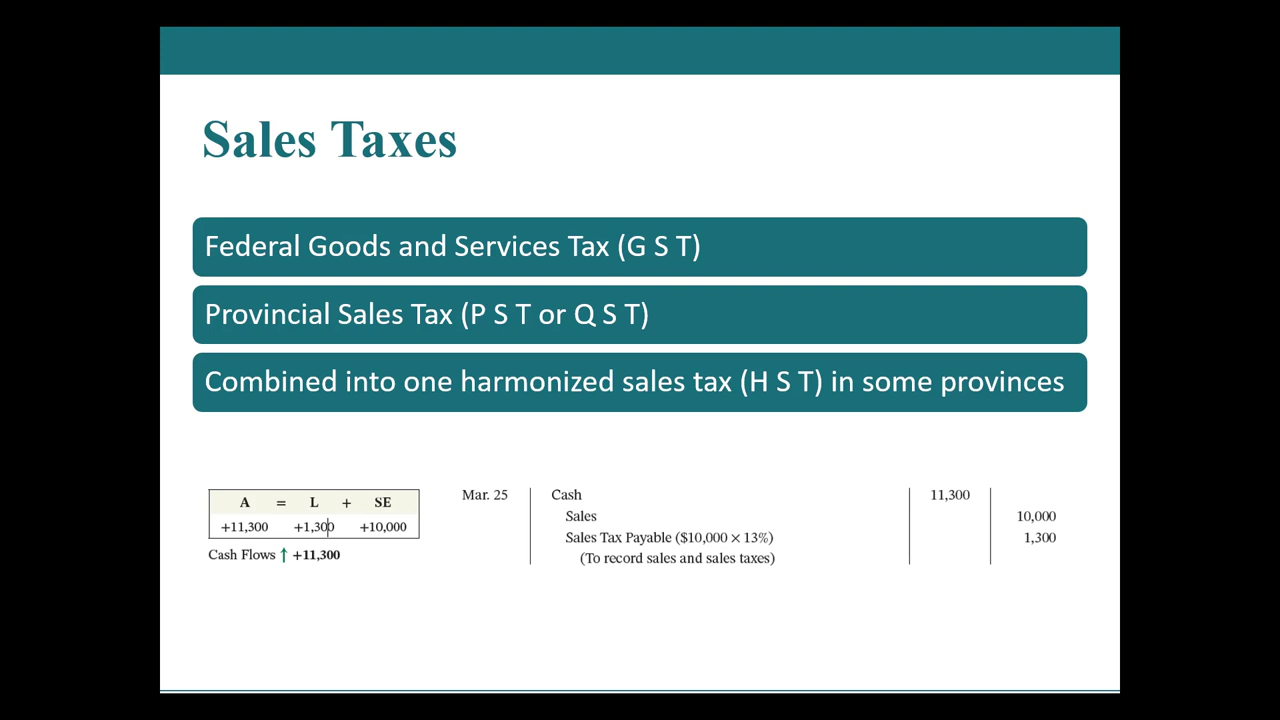 Sales Taxes
Federal Goods and Services Tax (G S T)
Provincial Sales Tax (P S T or Q S T)
Combined into one harmonized sales tax (H S T) in some provinces
A = L + SE
+11,300 +1,300 +10,000
Cash Flows ↑ +11,300
Mar. 25 Cash 11,300
Sales 10,000
Sales Tax Payable ($10,000 × 13%) 1,300
(To record sales and sales taxes)